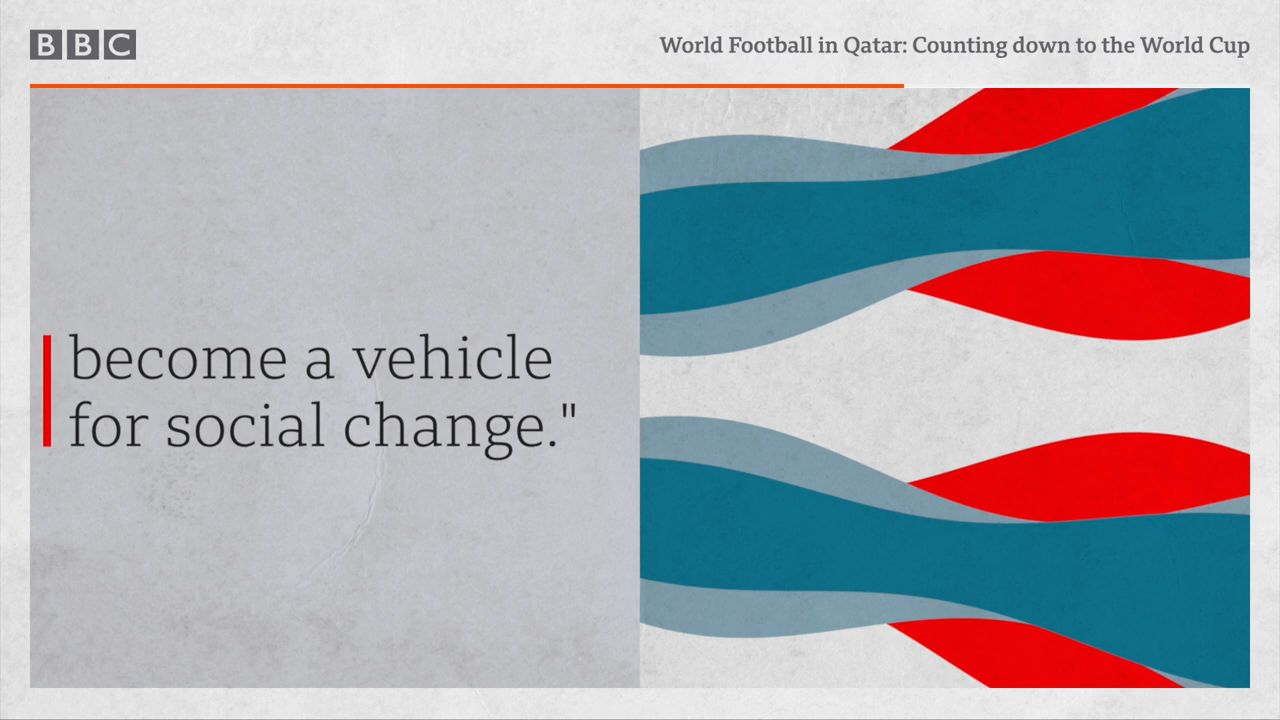 BBC
World Football in Qatar: Counting down to the World Cup
become a vehicle
for social change."